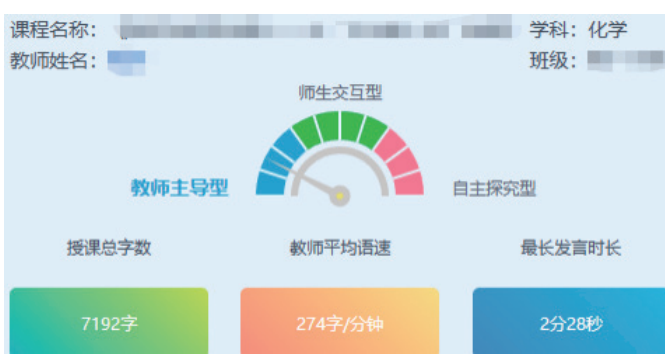 课程名称： 学科：化学
教师姓名： 班级：
师生交互型
教师主导型 自主探究型
授课总字数 教师平均语速 最长发言时长
7192字 274字/分钟 2分28秒